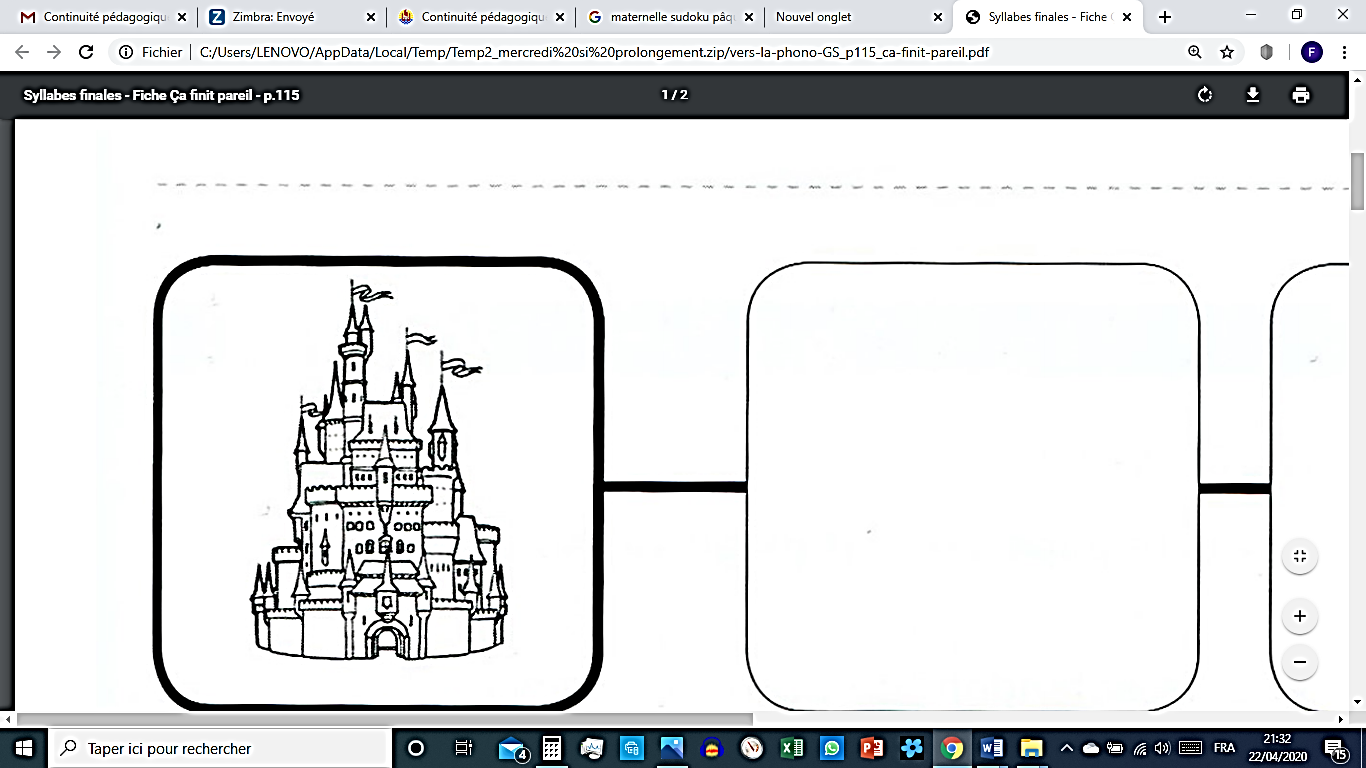 Continuité pédagogiqu
Zimbra: Envoyé
Continuité pédagogiqu
maternelle sudoku pâq
Nouvel onglet
Syllabes finales - Fiche
Fichier
C:/Users/LENOVO/AppData/Local/Temp/Temp2_mercredi%20si%20prolongement.zip/vers-la-phono-GS_p115_ca-finit-pareil.pdf
F
Syllabes finales - Fiche Ça finit pareil - p.115
1 / 2
Taper ici pour rechercher
4
FRA
21:32
22/04/2020
15